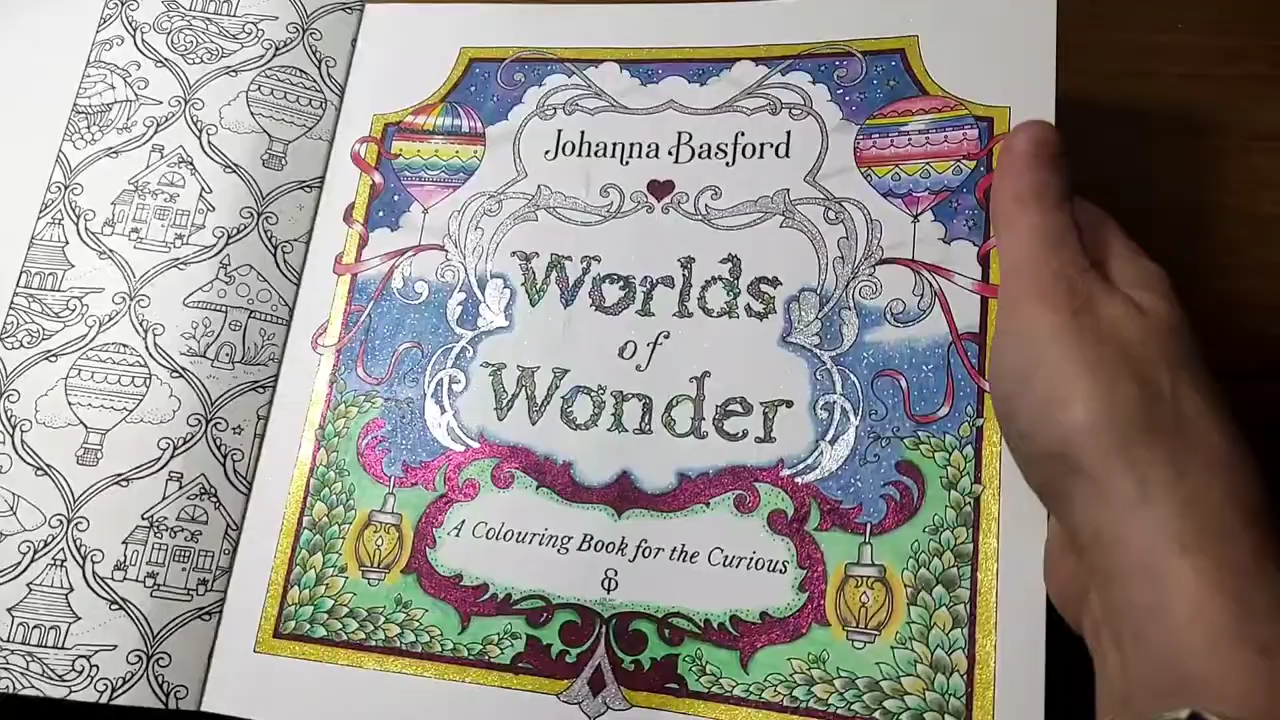 Johanna Basford
Worlds
of
Wonder
A Colouring Book for the Curious